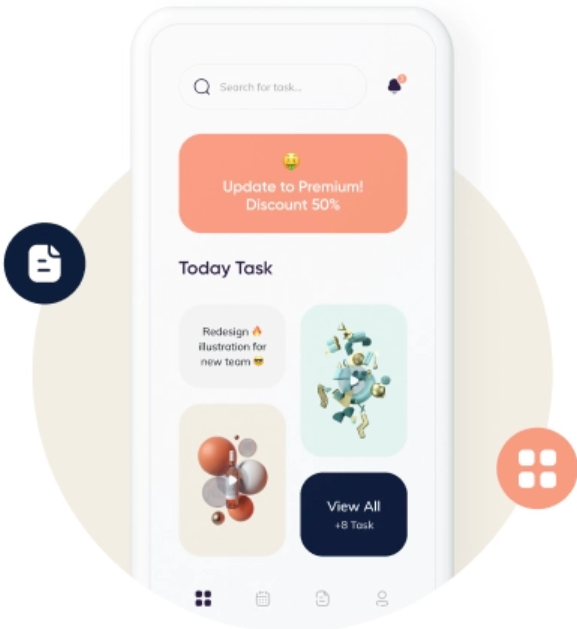 Search for task...
🤑
Update to Premium!
Discount 50%
Today Task
Redesign 🔥
illustration for
new team 😎
View All
+8 Task